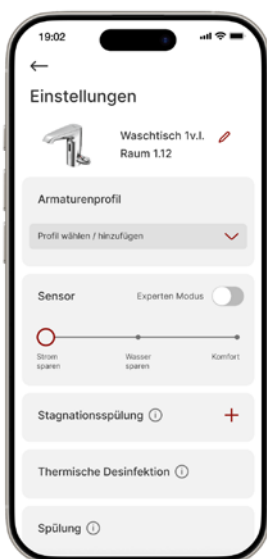 19:02
Einstellungen
Waschtisch 1v.l.
Raum 1.12
Armaturenprofil
Profil wählen / hinzufügen
Sensor
Experten Modus
Strom
sparen
Wasser
sparen
Komfort
Stagnationsspülung
Thermische Desinfektion
Spülung